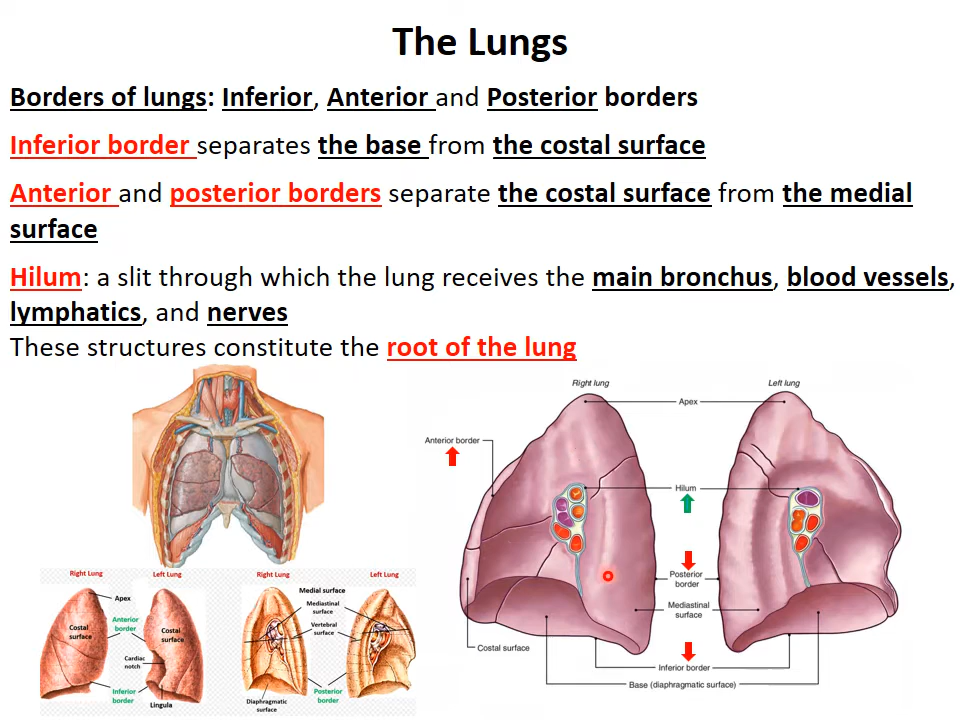 The Lungs
Borders of lungs: Inferior, Anterior and Posterior borders
Inferior border separates the base from the costal surface
Anterior and posterior borders separate the costal surface from the medial
surface
Hilum: a slit through which the lung receives the main bronchus, blood vessels,
lymphatics, and nerves
These structures constitute the root of the lung
Right lung
Left lung
Apex
Anterior border
Hilum
Posterior
border
Mediastinal
surface
Costal surface
Inferior border
Base (diaphragmatic surface)
Right Lung
Left Lung
Apex
Costal
surface
Anterior
border
Costal
surface
Cardiac
notch
Inferior
border
Lingula
Right Lung
Left Lung
Medial surface
Mediastinal
surface
Vertebral
surface
Diaphragmatic
surface
Posterior
border